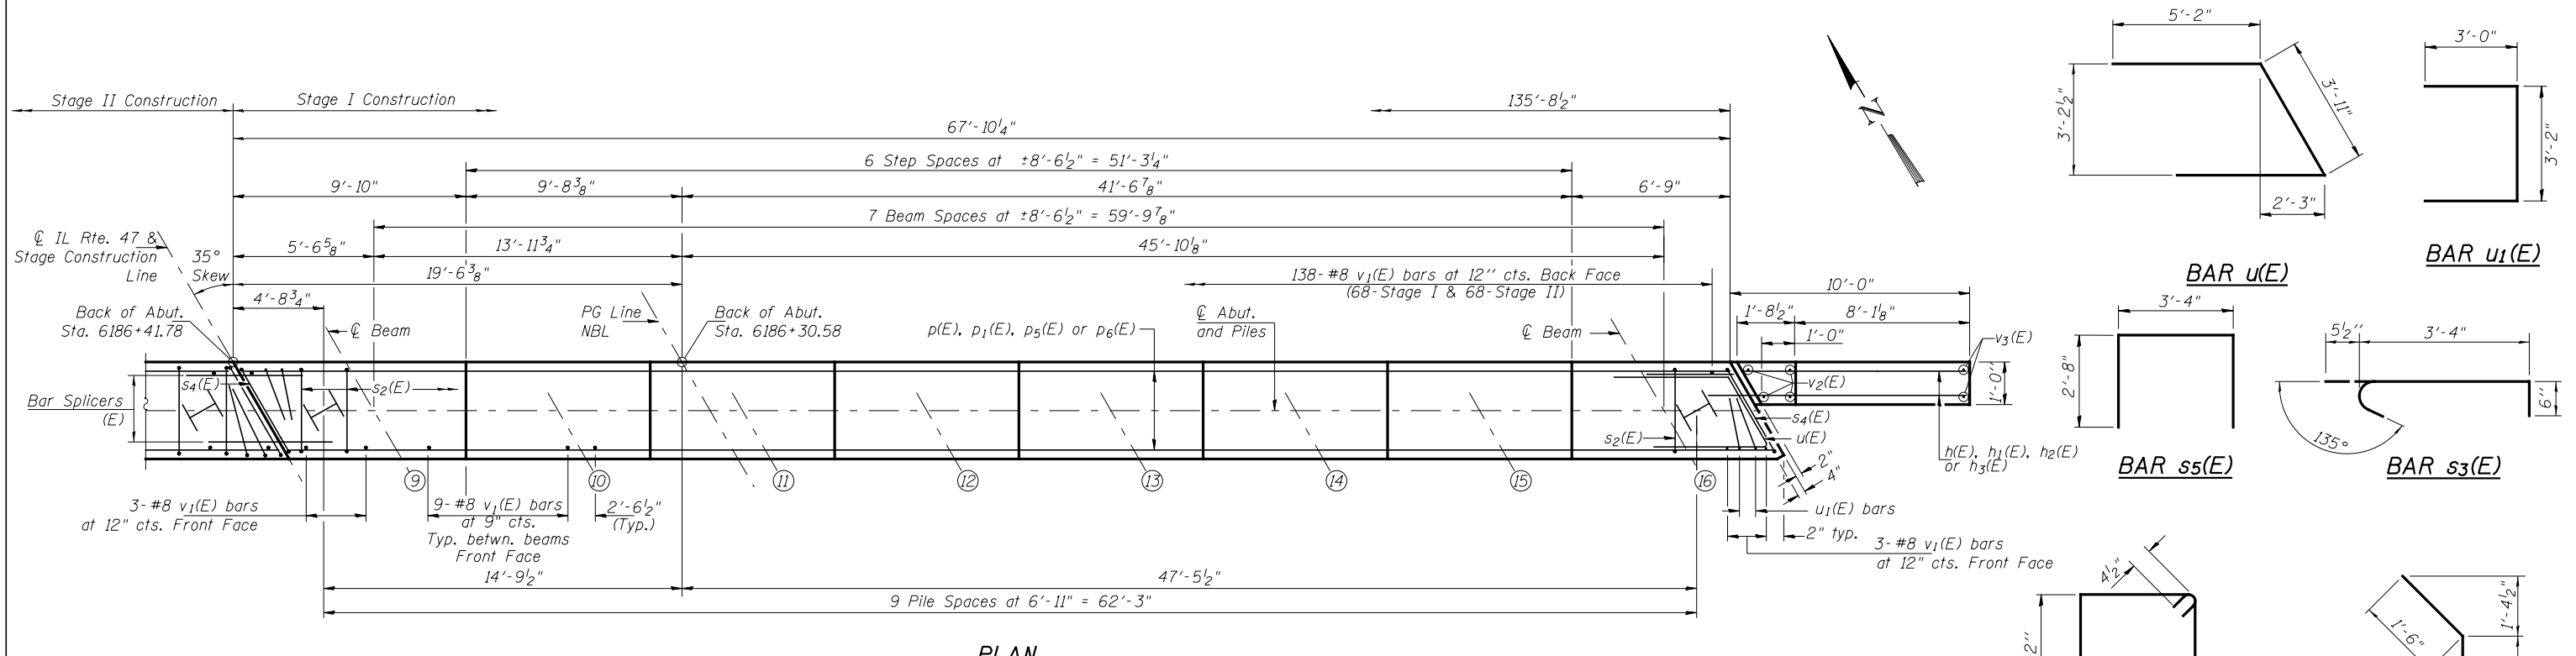 Stage II Construction
Stage I Construction
135'-8½"
67'-10¼"
6 Step Spaces at ±8'-6½" = 51'-3¼"
9'-10"
9'-8⅜"
41'-6⅞"
6'-9"
7 Beam Spaces at ±8'-6½" = 59'-9⅞"
℄ IL Rte. 47 &
Stage Construction
Line
35°
Skew
5'-6⅝"
13'-11¾"
45'-10⅛"
19'-6⅜"
138-#8 v1(E) bars at 12" cts. Back Face
(68-Stage I & 68-Stage II)
4'-8¾"
10'-0"
1'-8½"
8'-1⅛"
1'-0"
Back of Abut.
Sta. 6186+41.78
℄ Beam
PG Line
NBL
Back of Abut.
Sta. 6186+30.58
p(E), p1(E), p5(E) or p6(E)
℄ Abut.
and Piles
℄ Beam
v3(E)
v2(E)
1'-0"
Bar Splicers
(E)
s4(E)
s2(E)
s2(E)
s4(E)
u(E)
h(E), h1(E), h2(E)
or h3(E)
2"
4"
9
10
11
12
13
14
15
16
3-#8 v1(E) bars
at 12" cts. Front Face
9-#8 v1(E) bars
at 9" cts.
Typ. betwn. beams
Front Face
2'-6½"
(Typ.)
u1(E) bars
2" typ.
3-#8 v1(E) bars
at 12" cts. Front Face
14'-9½"
47'-5½"
9 Pile Spaces at 6'-11" = 62'-3"
PLAN
N
5'-2"
3'-2½"
3'-11"
2'-3"
BAR u(E)
3'-0"
3'-2"
BAR u1(E)
3'-4"
2'-8"
BAR s5(E)
5½"
3'-4"
6"
135°
BAR s3(E)
4½"
2"
1'-4½"
1'-6"